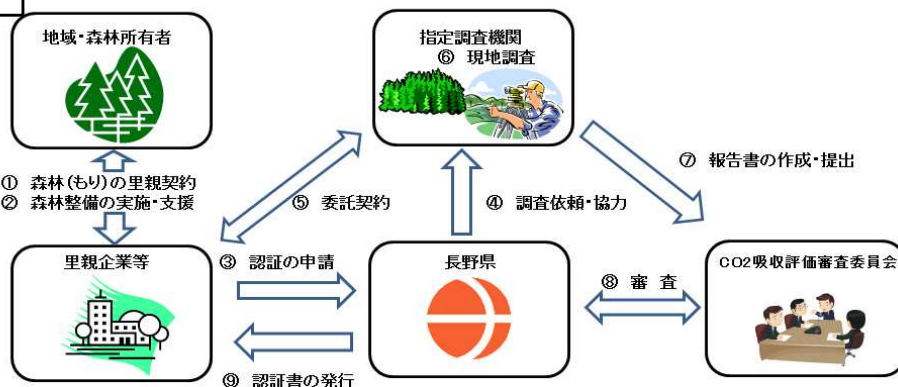 地域・森林所有者
指定調査機関
⑥ 現地調査
⑦ 報告書の作成・提出
① 森林(もり)の里親契約
② 森林整備の実施・支援
⑤ 委託契約
④ 調査依頼・協力
里親企業等
③ 認証の申請
長野県
⑧ 審 査
CO2吸収評価審査委員会
⑨ 認証書の発行